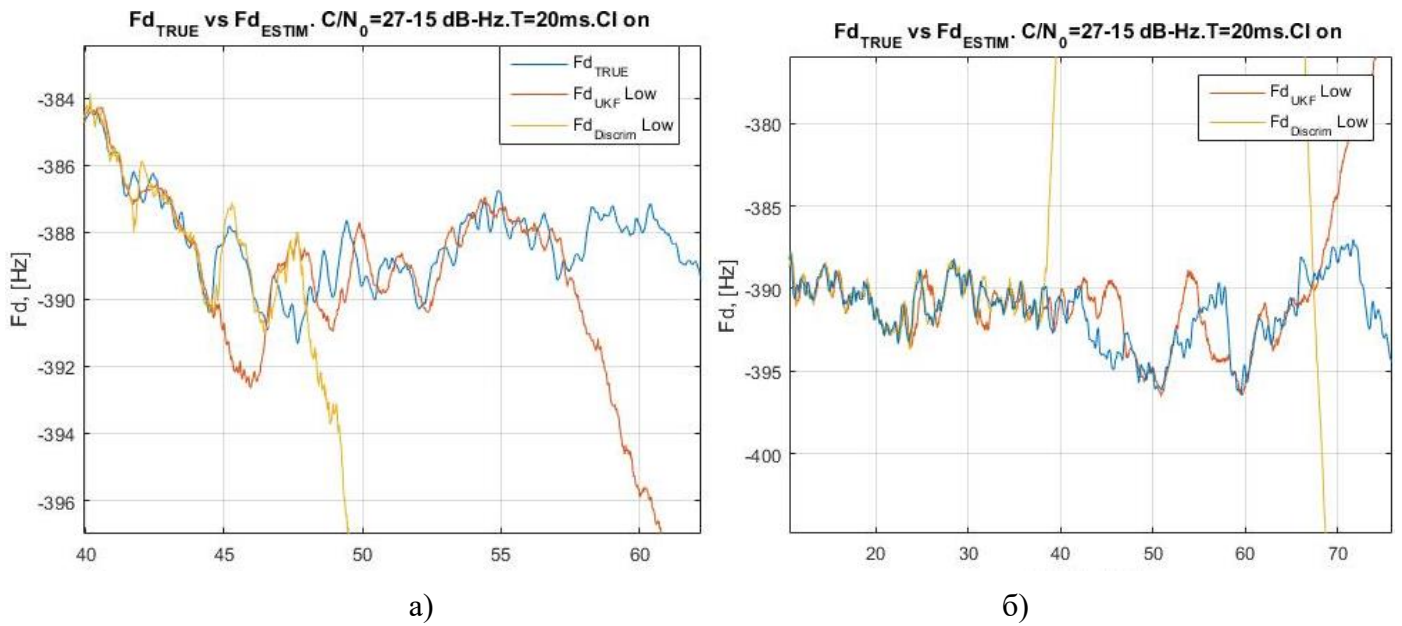 Fd_TRUE vs Fd_ESTIM. C/N_0=27-15 dB-Hz.T=20ms.CI on
Fd_TRUE
Fd_UKF Low
Fd_Discrim Low
-384
-386
-388
-390
-392
-394
-396
Fd, [Hz]
40 45 50 55 60
а)
Fd_TRUE vs Fd_ESTIM. C/N_0=27-15 dB-Hz.T=20ms.CI on
Fd_UKF Low
Fd_Discrim Low
-380
-385
-390
-395
-400
Fd, [Hz]
20 30 40 50 60 70
б)